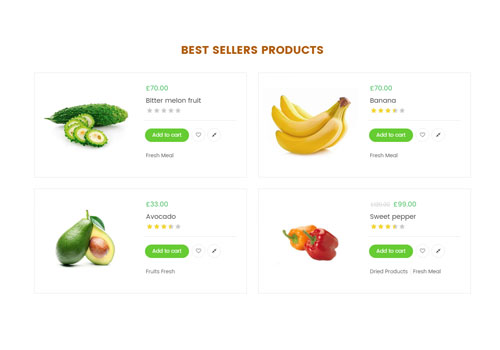 BEST SELLERS PRODUCTS
£70.00
Bitter melon fruit
Add to cart
Fresh Meal
£70.00
Banana
Add to cart
Fresh Meal
£33.00
Avocado
Add to cart
Fruits Fresh
£99.00
Sweet pepper
Add to cart
Dried Products Fresh Meal